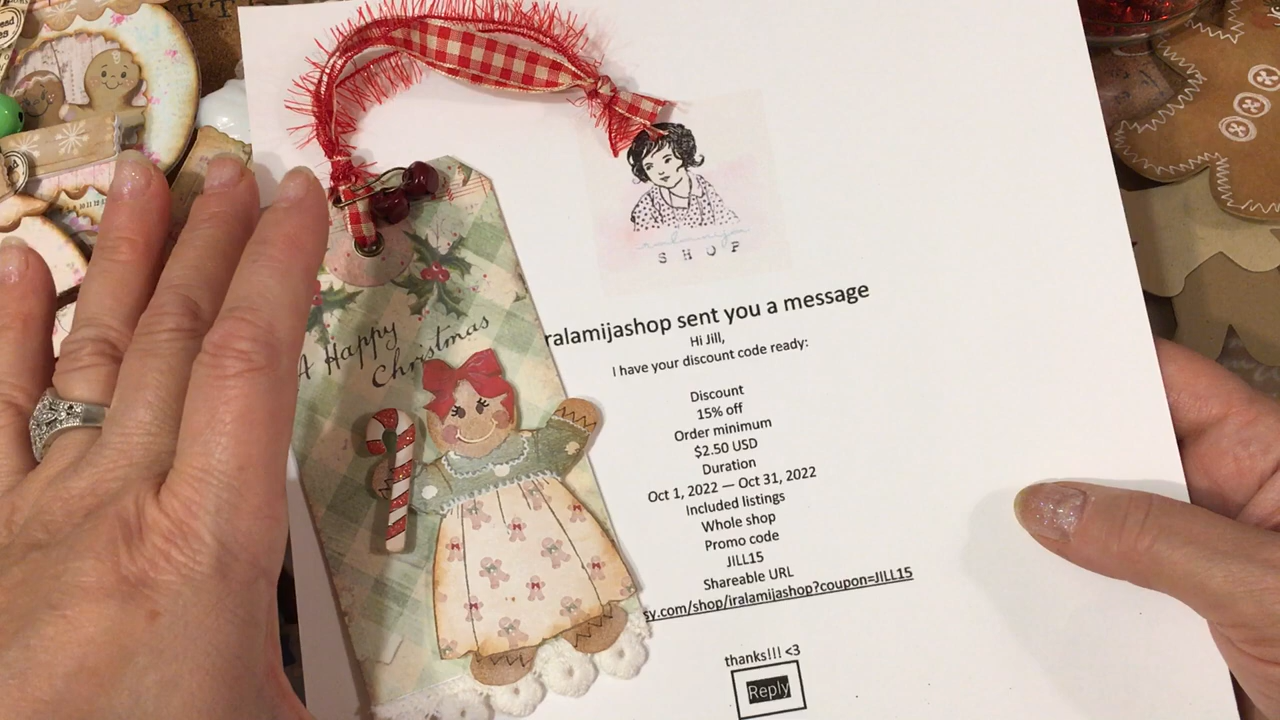 A Happy
Christmas
SHOP
ralamijashop sent you a message
Hi Jill,
I have your discount code ready:
Discount
15% off
Order minimum
$2.50 USD
Duration
Oct 1, 2022 — Oct 31, 2022
Included listings
Whole shop
Promo code
JILL15
Shareable URL
sy.com/shop/iralamijashop?coupon=JILL15
thanks!!! <3
Reply